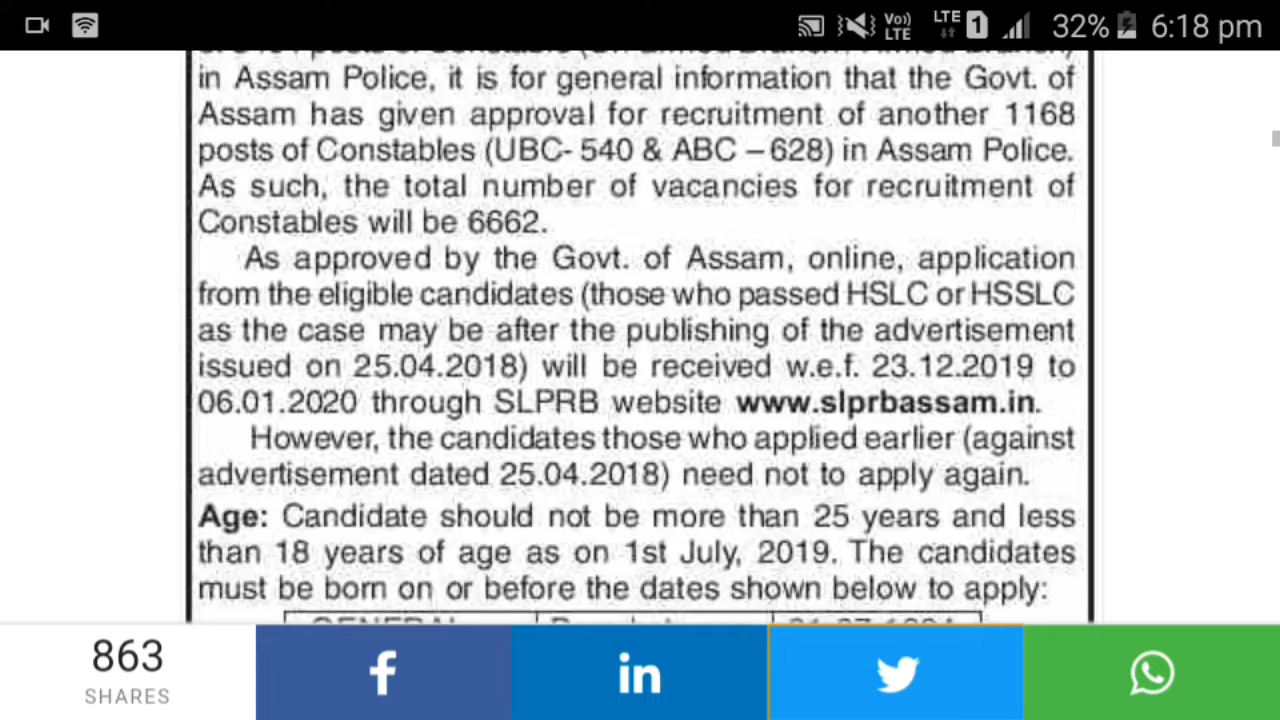 32% 6:18 pm
in Assam Police, it is for general information that the Govt. of
Assam has given approval for recruitment of another 1168
posts of Constables (UBC- 540 & ABC – 628) in Assam Police.
As such, the total number of vacancies for recruitment of
Constables will be 6662.
As approved by the Govt. of Assam, online, application
from the eligible candidates (those who passed HSLC or HSSLC
as the case may be after the publishing of the advertisement
issued on 25.04.2018) will be received w.e.f. 23.12.2019 to
06.01.2020 through SLPRB website www.slprbassam.in.
However, the candidates those who applied earlier (against
advertisement dated 25.04.2018) need not to apply again.
Age: Candidate should not be more than 25 years and less
than 18 years of age as on 1st July, 2019. The candidates
must be born on or before the dates shown below to apply:
863
SHARES